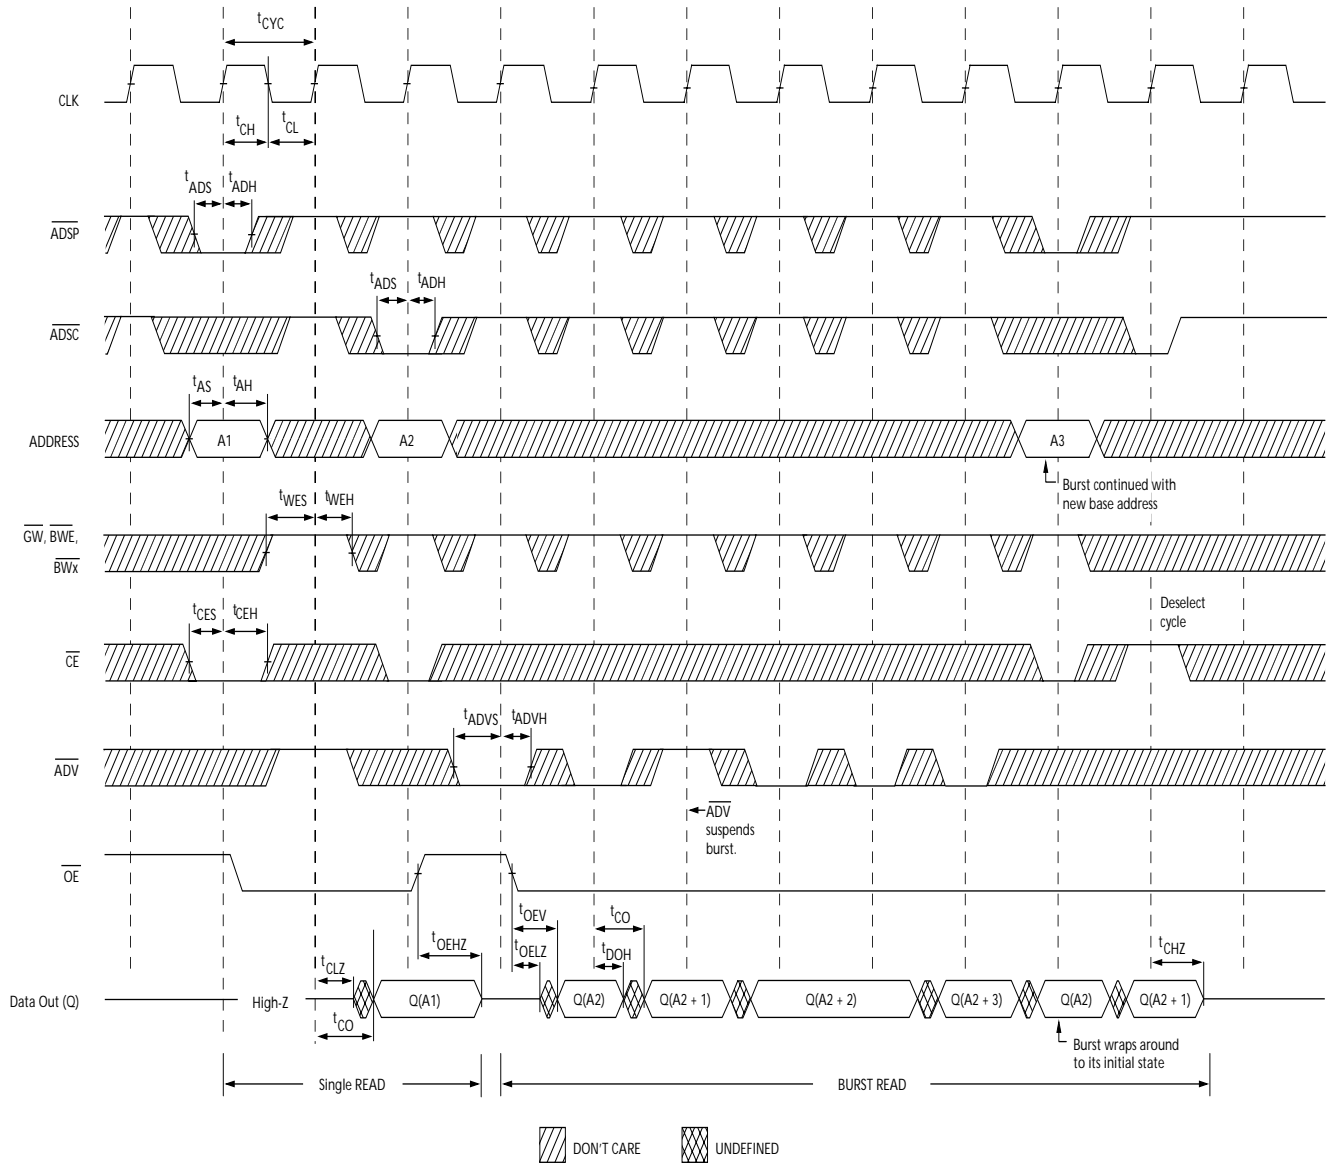 tCYC
CLK
tCH
tCL
tADS
tADH
ADSP
tADS
tADH
ADSC
tAS
tAH
ADDRESS
A1
A2
A3
Burst continued with
new base address
tWES
tWEH
GW, BWE,
BWx
Deselect
cycle
tCES
tCEH
CE
tADVS
tADVH
ADV
ADV
suspends
burst.
OE
tOEV
tCO
tOEHZ
tOELZ
tDOH
tCHZ
tCLZ
Data Out (Q)
High-Z
Q(A1)
Q(A2)
Q(A2 + 1)
Q(A2 + 2)
Q(A2 + 3)
Q(A2)
Q(A2 + 1)
tCO
Burst wraps around
to its initial state
Single READ
BURST READ
DON'T CARE
UNDEFINED